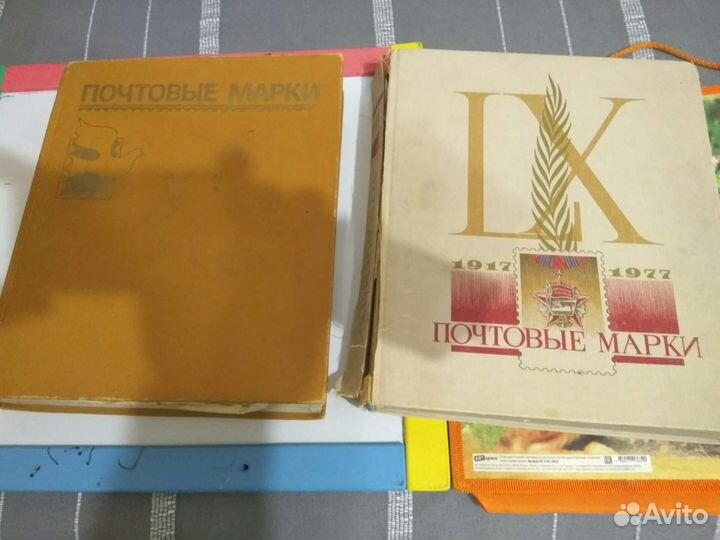 ПОЧТОВЫЕ МАРКИ
LX
1917 1977
ПОЧТОВЫЕ МАРКИ
Avito